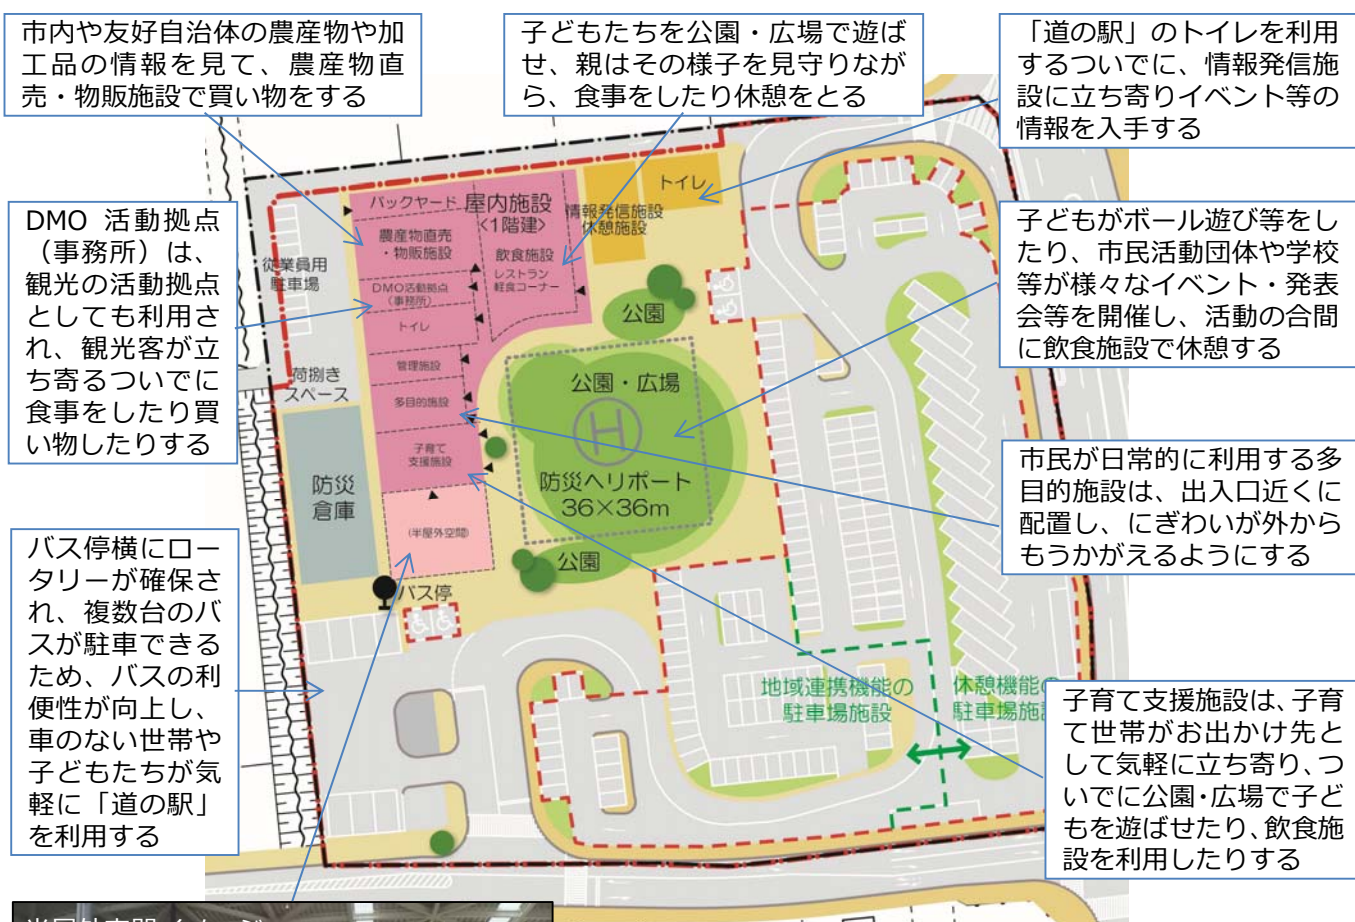 市内や友好自治体の農産物や加
工品の情報を見て、農産物直
売・物販施設で買い物をする
子どもたちを公園・広場で遊ば
せ、親はその様子を見守りなが
ら、食事をしたり休憩をとる
「道の駅」のトイレを利用
するついでに、情報発信施
設に立ち寄りイベント等の
情報を入手する
DMO 活動拠点
（事務所）は、
観光の活動拠点
としても利用さ
れ、観光客が立
ち寄るついでに
食事をしたり買
い物したりする
子どもがボール遊び等をし
たり、市民活動団体や学校
等が様々なイベント・発表
会等を開催し、活動の合間
に飲食施設で休憩する
市民が日常的に利用する多
目的施設は、出入口近くに
配置し、にぎわいが外から
もうかがえるようにする
バス停横にロー
タリーが確保さ
れ、複数台のバ
スが駐車できる
ため、バスの利
便性が向上し、
車のない世帯や
子どもたちが気
軽に「道の駅」
を利用する
子育て支援施設は、子育
て世帯がお出かけ先と
して気軽に立ち寄り、つ
いでに公園・広場で子ど
もを遊ばせたり、飲食施
設を利用したりする
バックヤード
屋内施設
<1階建>
農産物直売
・物販施設
飲食施設
レストラン
軽食コーナー
DMO活動拠点
（事務所）
トイレ
管理施設
多目的施設
子育て
支援施設
（半屋外空間）
情報発信施設
休憩施設
トイレ
従業員用
駐車場
荷捌き
スペース
防災
倉庫
バス停
公園
公園・広場
H
防災ヘリポート
36×36m
公園
地域連携機能の
駐車場施設
休憩機能
駐車場施